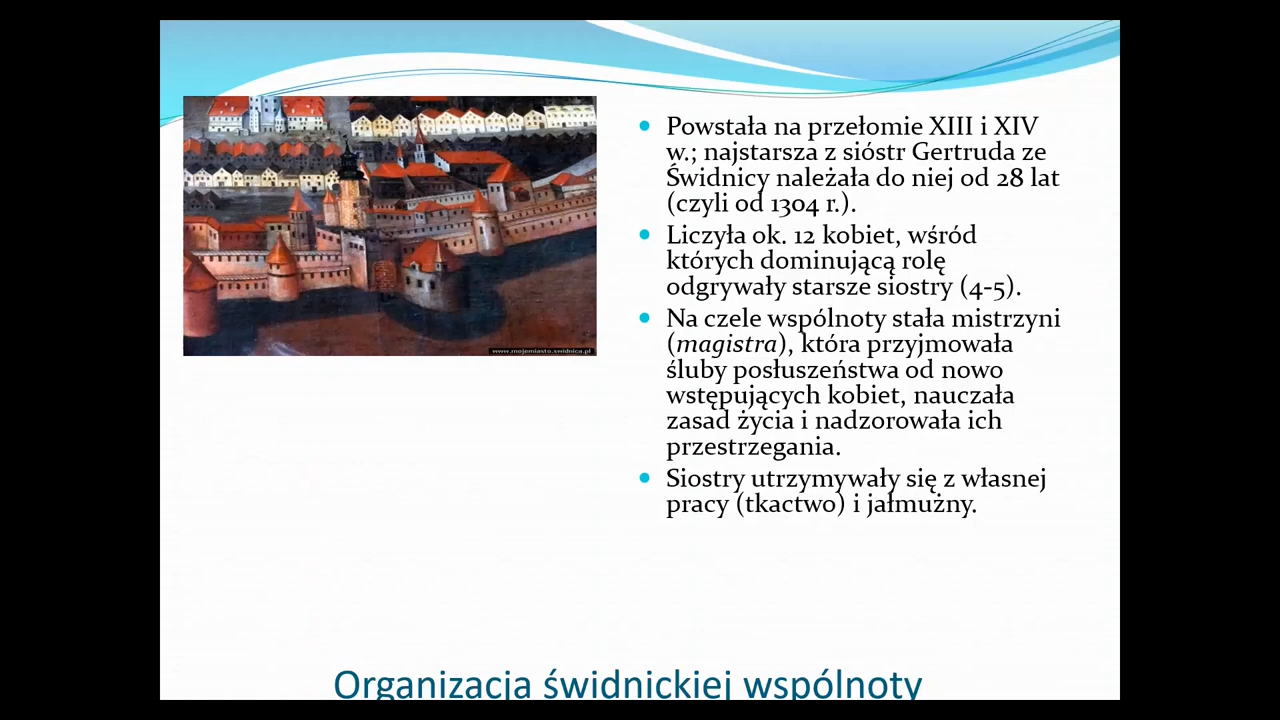 Powstała na przełomie XIII i XIV
w.; najstarsza z sióstr Gertruda ze
Świdnicy należała do niej od 28 lat
(czyli od 1304 r.).
Liczyła ok. 12 kobiet, wśród
których dominującą rolę
odgrywały starsze siostry (4-5).
Na czele wspólnoty stała mistrzyni
(magistra), która przyjmowała
śluby posłuszeństwa od nowo
wstępujących kobiet, nauczała
zasad życia i nadzorowała ich
przestrzegania.
Siostry utrzymywały się z własnej
pracy (tkactwo) i jałmużny.
www.mojemiasto.swidnica.pl
Organizacja świdnickiej wspólnoty